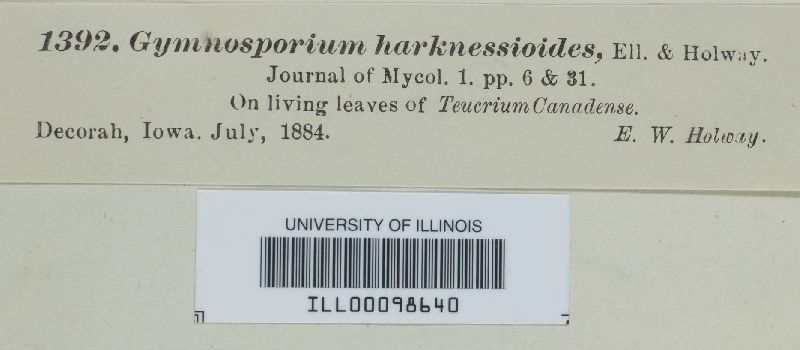 1392. Gymnosporium harknessioides, Ell. & Holway.
Journal of Mycol. 1. pp. 6 & 31.
On living leaves of Teucrium Canadense.
Decorah, Iowa. July, 1884. E. W. Holway.
UNIVERSITY OF ILLINOIS
ILL00098640